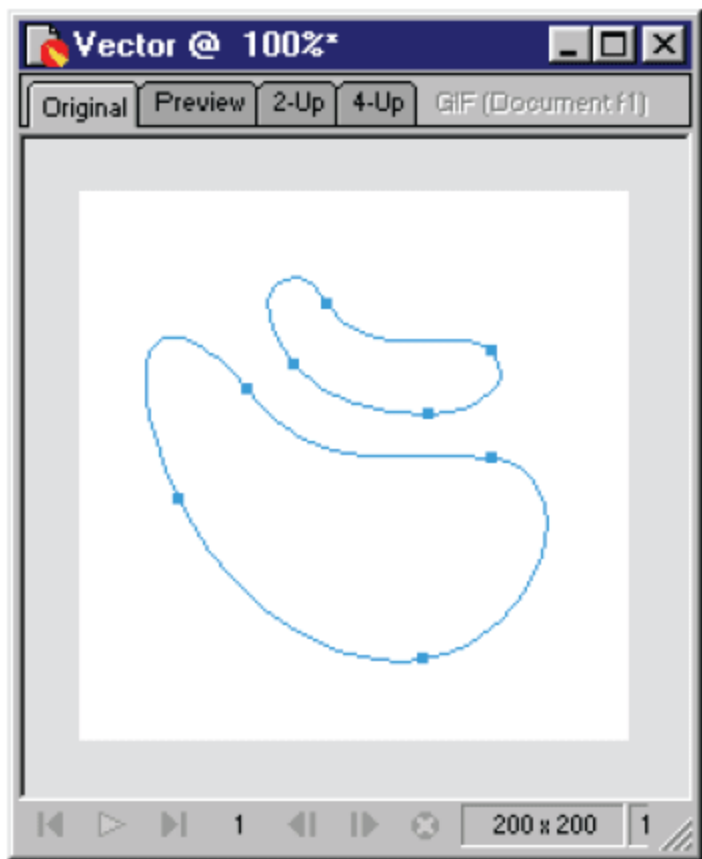 Vector @ 100%*
Original Preview 2-Up 4-Up GIF (Document f1)
1 200 x 200 1